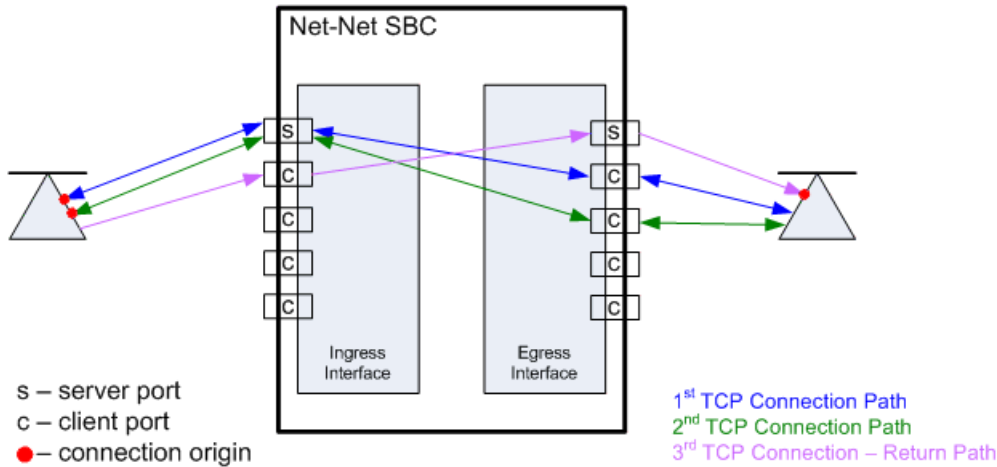 Net-Net SBC
S
C
C
C
C
S
C
C
C
C
Ingress
Interface
Egress
Interface
s – server port
c – client port
– connection origin
1st TCP Connection Path
2nd TCP Connection Path
3rd TCP Connection – Return Path